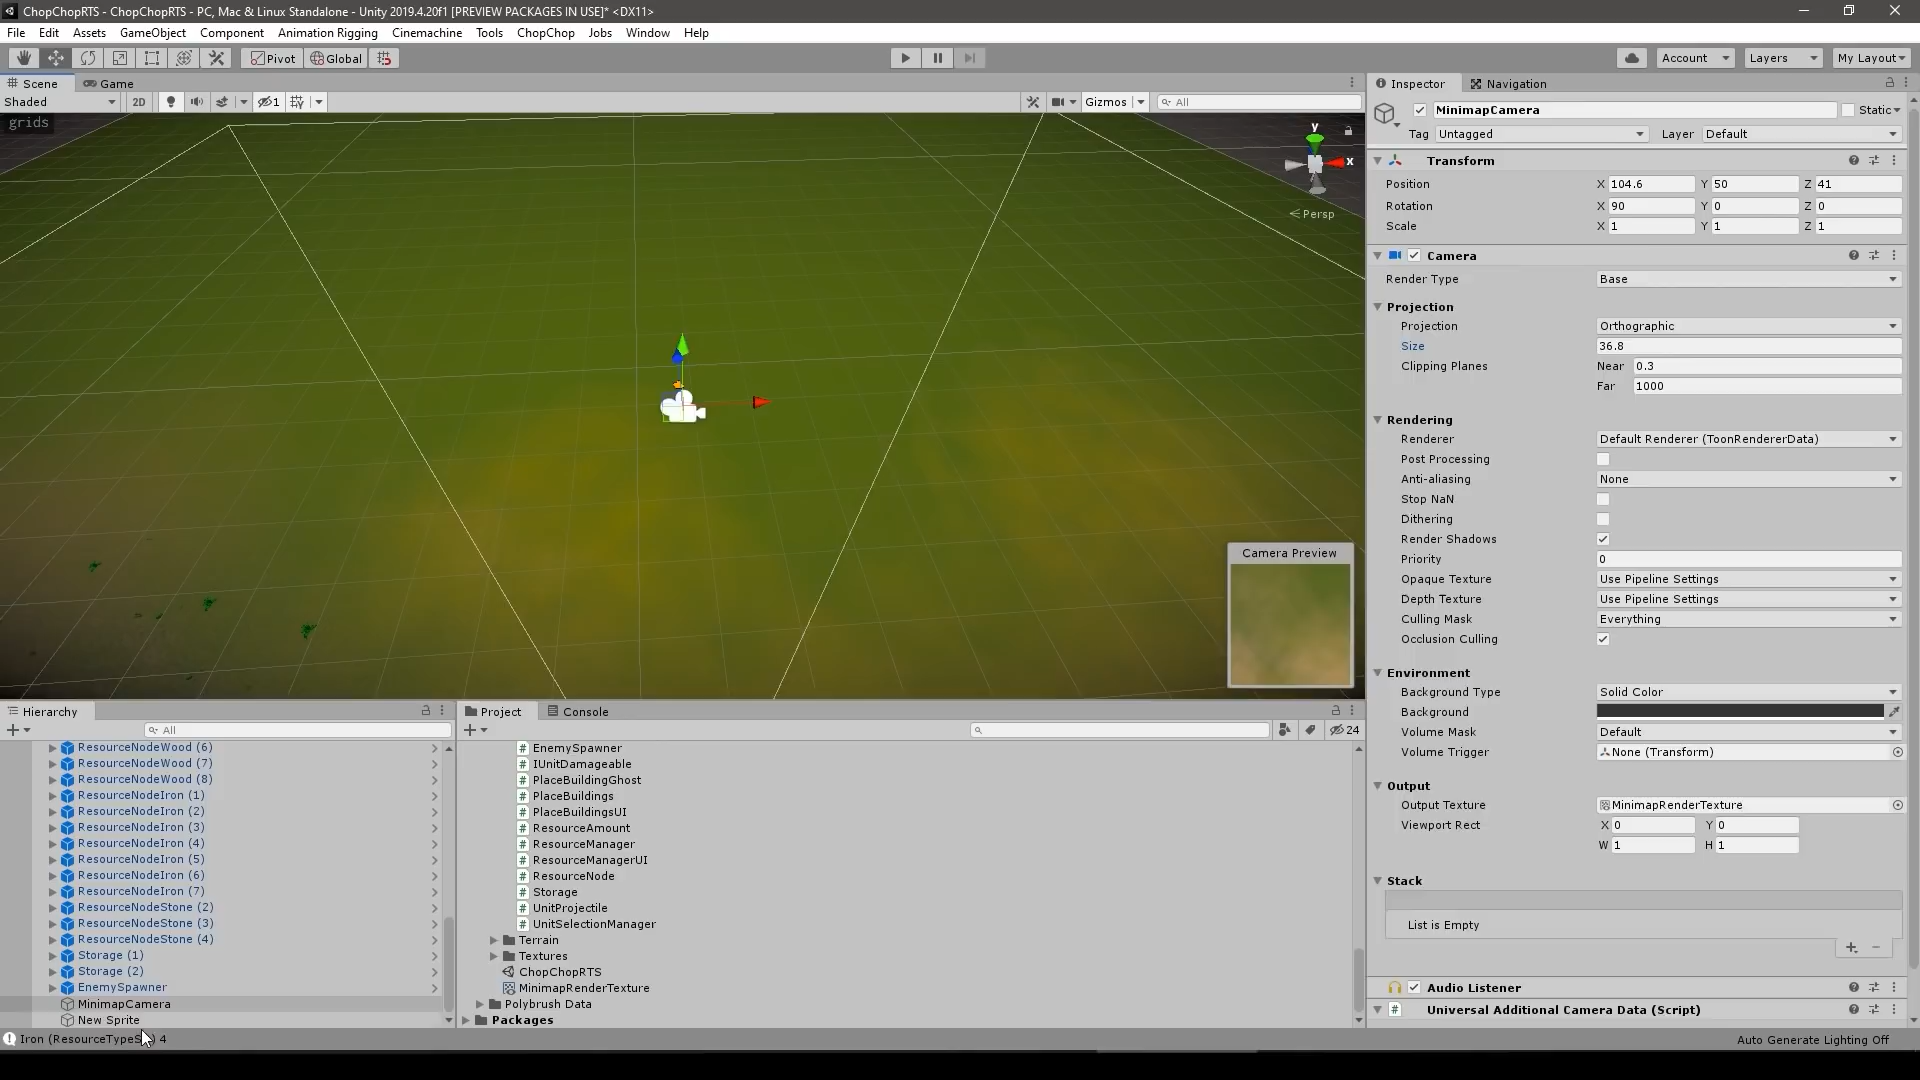 ChopChopRTS - ChopChopRTS - PC, Mac & Linux Standalone - Unity 2019.4.20f1 [PREVIEW PACKAGES IN USE]* <DX11>
File Edit Assets GameObject Component Animation Rigging Cinemachine Tools ChopChop Jobs Window Help
Pivot Global Account Layers My Layout
Scene Game
Shaded 2D 1 Gizmos All
grids
y
x
Persp
Camera Preview
Inspector Navigation
MinimapCamera Static
Tag Untagged Layer Default
Transform
Position X 104.6 Y 50 Z 41
Rotation X 90 Y 0 Z 0
Scale X 1 Y 1 Z 1
Camera
Render Type Base
Projection
Projection Orthographic
Size 36.8
Clipping Planes Near 0.3
Far 1000
Rendering
Renderer Default Renderer (ToonRendererData)
Post Processing
Anti-aliasing None
Stop NaN
Dithering
Render Shadows
Priority 0
Opaque Texture Use Pipeline Settings
Depth Texture Use Pipeline Settings
Culling Mask Everything
Occlusion Culling
Environment
Background Type Solid Color
Background
Volume Mask Default
Volume Trigger None (Transform)
Output
Output Texture MinimapRenderTexture
Viewport Rect X 0 Y 0
W 1 H 1
Stack
List is Empty
Audio Listener
Universal Additional Camera Data (Script)
Hierarchy
All
ResourceNodeWood (6)
ResourceNodeWood (7)
ResourceNodeWood (8)
ResourceNodeIron (1)
ResourceNodeIron (2)
ResourceNodeIron (3)
ResourceNodeIron (4)
ResourceNodeIron (5)
ResourceNodeIron (6)
ResourceNodeIron (7)
ResourceNodeStone (2)
ResourceNodeStone (3)
ResourceNodeStone (4)
Storage (1)
Storage (2)
EnemySpawner
MinimapCamera
New Sprite
Project Console
24
EnemySpawner
IUnitDamageable
PlaceBuildingGhost
PlaceBuildings
PlaceBuildingsUI
ResourceAmount
ResourceManager
ResourceManagerUI
ResourceNode
Storage
UnitProjectile
UnitSelectionManager
Terrain
Textures
ChopChopRTS
MinimapRenderTexture
Polybrush Data
Packages
Iron (ResourceTypeS ) 4
Auto Generate Lighting Off